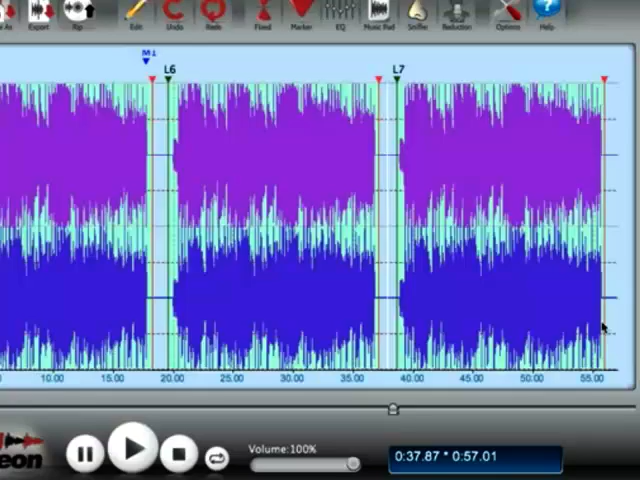 Export Rip Edit Undo Redo Fixed Marker EQ Music Pad Sniffer Reduction Options Help
M1
L6 L7
10.00 15.00 20.00 25.00 30.00 35.00 40.00 45.00 50.00 55.00
eon
Volume:100%
0:37.87 * 0:57.01